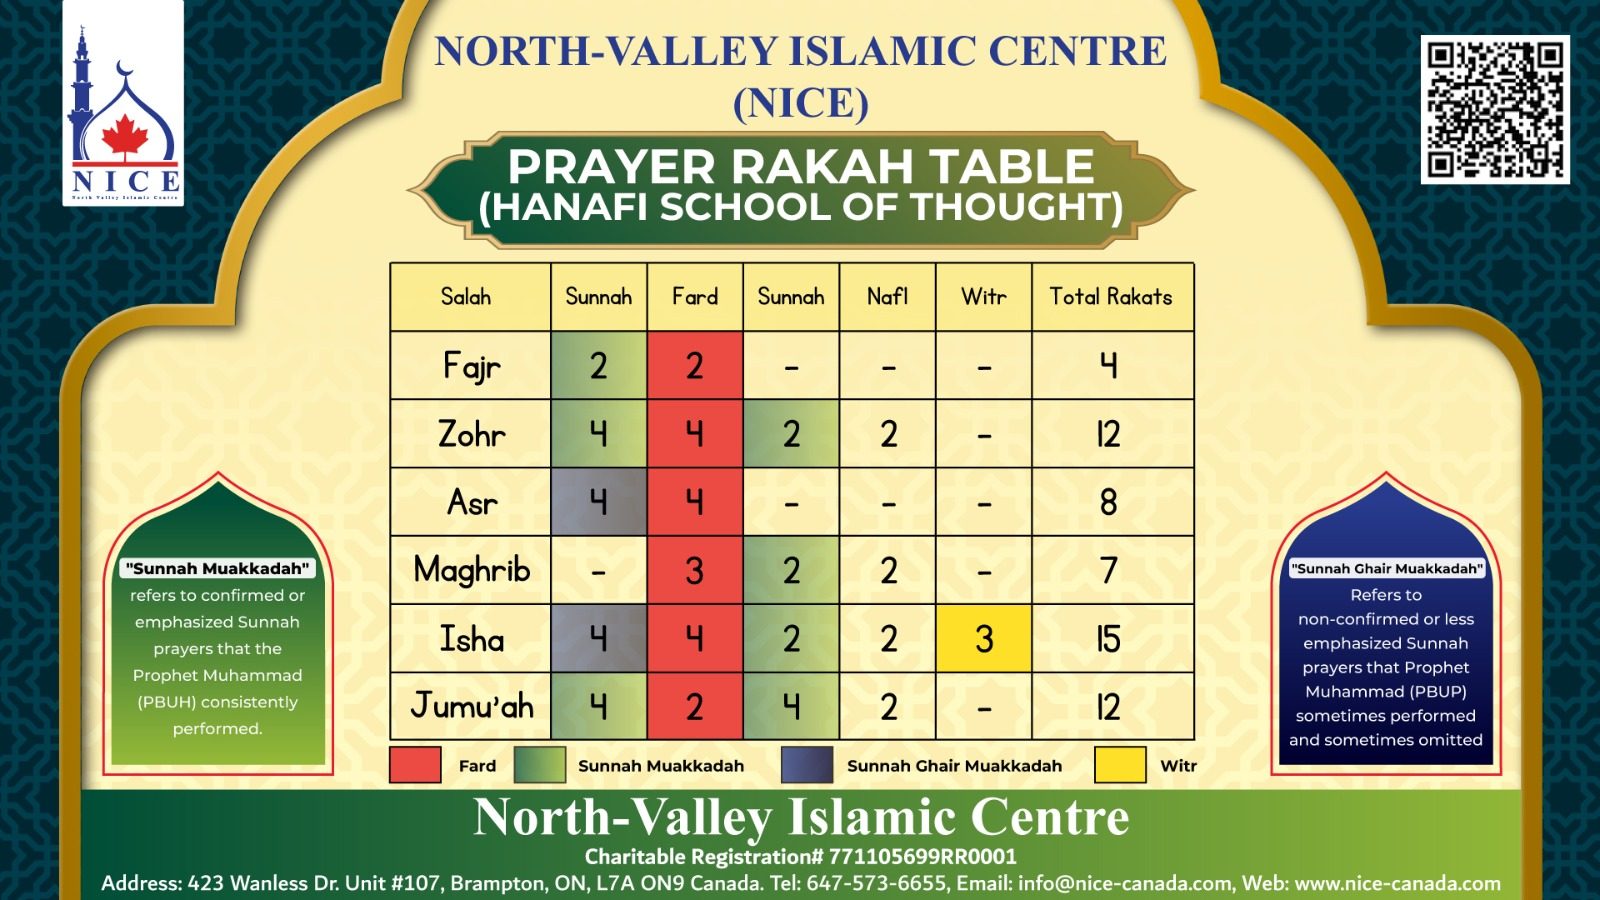 NICE
North Valley Islamic Centre
NORTH-VALLEY ISLAMIC CENTRE
(NICE)
PRAYER RAKAH TABLE
(HANAFI SCHOOL OF THOUGHT)
Salah Sunnah Fard Sunnah Nafl Witr Total Rakats
Fajr 2 2 - - - 4
Zohr 4 4 2 2 - 12
Asr 4 4 - - - 8
Maghrib - 3 2 2 - 7
Isha 4 4 2 2 3 15
Jumu'ah 4 2 4 2 - 12
Fard Sunnah Muakkadah Sunnah Ghair Muakkadah Witr
"Sunnah Muakkadah"
refers to confirmed or
emphasized Sunnah
prayers that the
Prophet Muhammad
(PBUH) consistently
performed.
"Sunnah Ghair Muakkadah"
Refers to
non-confirmed or less
emphasized Sunnah
prayers that Prophet
Muhammad (PBUP)
sometimes performed
and sometimes omitted
North-Valley Islamic Centre
Charitable Registration# 771105699RR0001
Address: 423 Wanless Dr. Unit #107, Brampton, ON, L7A ON9 Canada. Tel: 647-573-6655, Email: info@nice-canada.com, Web: www.nice-canada.com